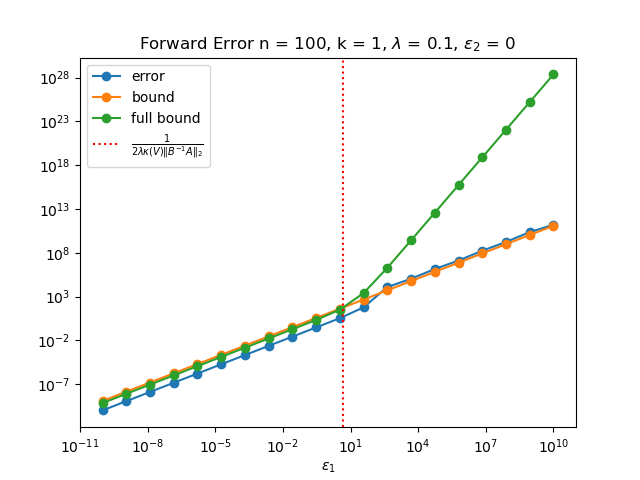 Forward Error n = 100, k = 1, λ = 0.1, ε₂ = 0
10²⁸
10²³
10¹⁸
10¹³
10⁸
10³
10⁻²
10⁻⁷
error
bound
full bound
1
2λκ(V)‖B⁻¹A‖₂
10⁻¹¹ 10⁻⁸ 10⁻⁵ 10⁻² 10¹ 10⁴ 10⁷ 10¹⁰
ε₁